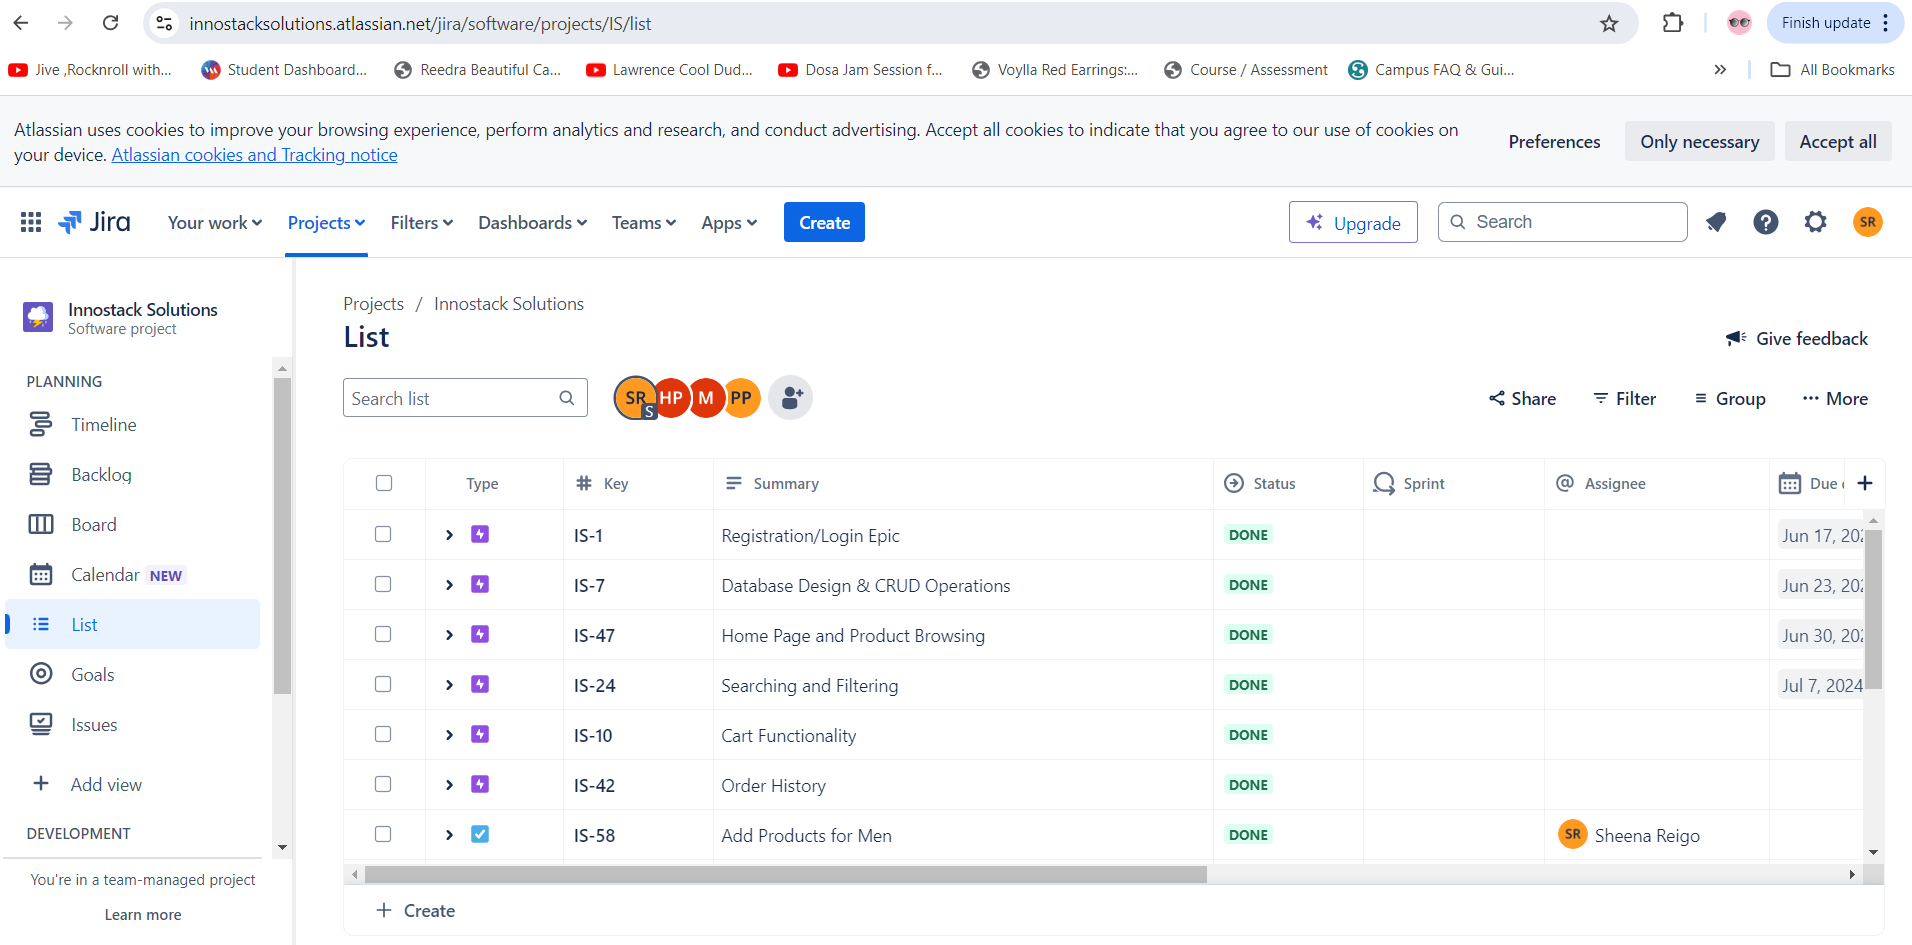 innostacksolutions.atlassian.net/jira/software/projects/IS/list
Finish update
Jive ,Rocknroll with...
Student Dashboard...
Reedra Beautiful Ca...
Lawrence Cool Dud...
Dosa Jam Session f...
Voylla Red Earrings:...
Course / Assessment
Campus FAQ & Gui...
All Bookmarks
Atlassian uses cookies to improve your browsing experience, perform analytics and research, and conduct advertising. Accept all cookies to indicate that you agree to our use of cookies on
your device. Atlassian cookies and Tracking notice
Preferences
Only necessary
Accept all
Jira
Your work
Projects
Filters
Dashboards
Teams
Apps
Create
Upgrade
Search
SR
Innostack Solutions
Software project
PLANNING
Timeline
Backlog
Board
Calendar NEW
List
Goals
Issues
Add view
DEVELOPMENT
You're in a team-managed project
Learn more
Projects / Innostack Solutions
List
Give feedback
Search list
SR
S
HP
M
PP
Share
Filter
Group
More
Type Key Summary Status Sprint Assignee Due
IS-1 Registration/Login Epic DONE Jun 17, 202
IS-7 Database Design & CRUD Operations DONE Jun 23, 202
IS-47 Home Page and Product Browsing DONE Jun 30, 202
IS-24 Searching and Filtering DONE Jul 7, 2024
IS-10 Cart Functionality DONE
IS-42 Order History DONE
IS-58 Add Products for Men DONE SR Sheena Reigo
Create